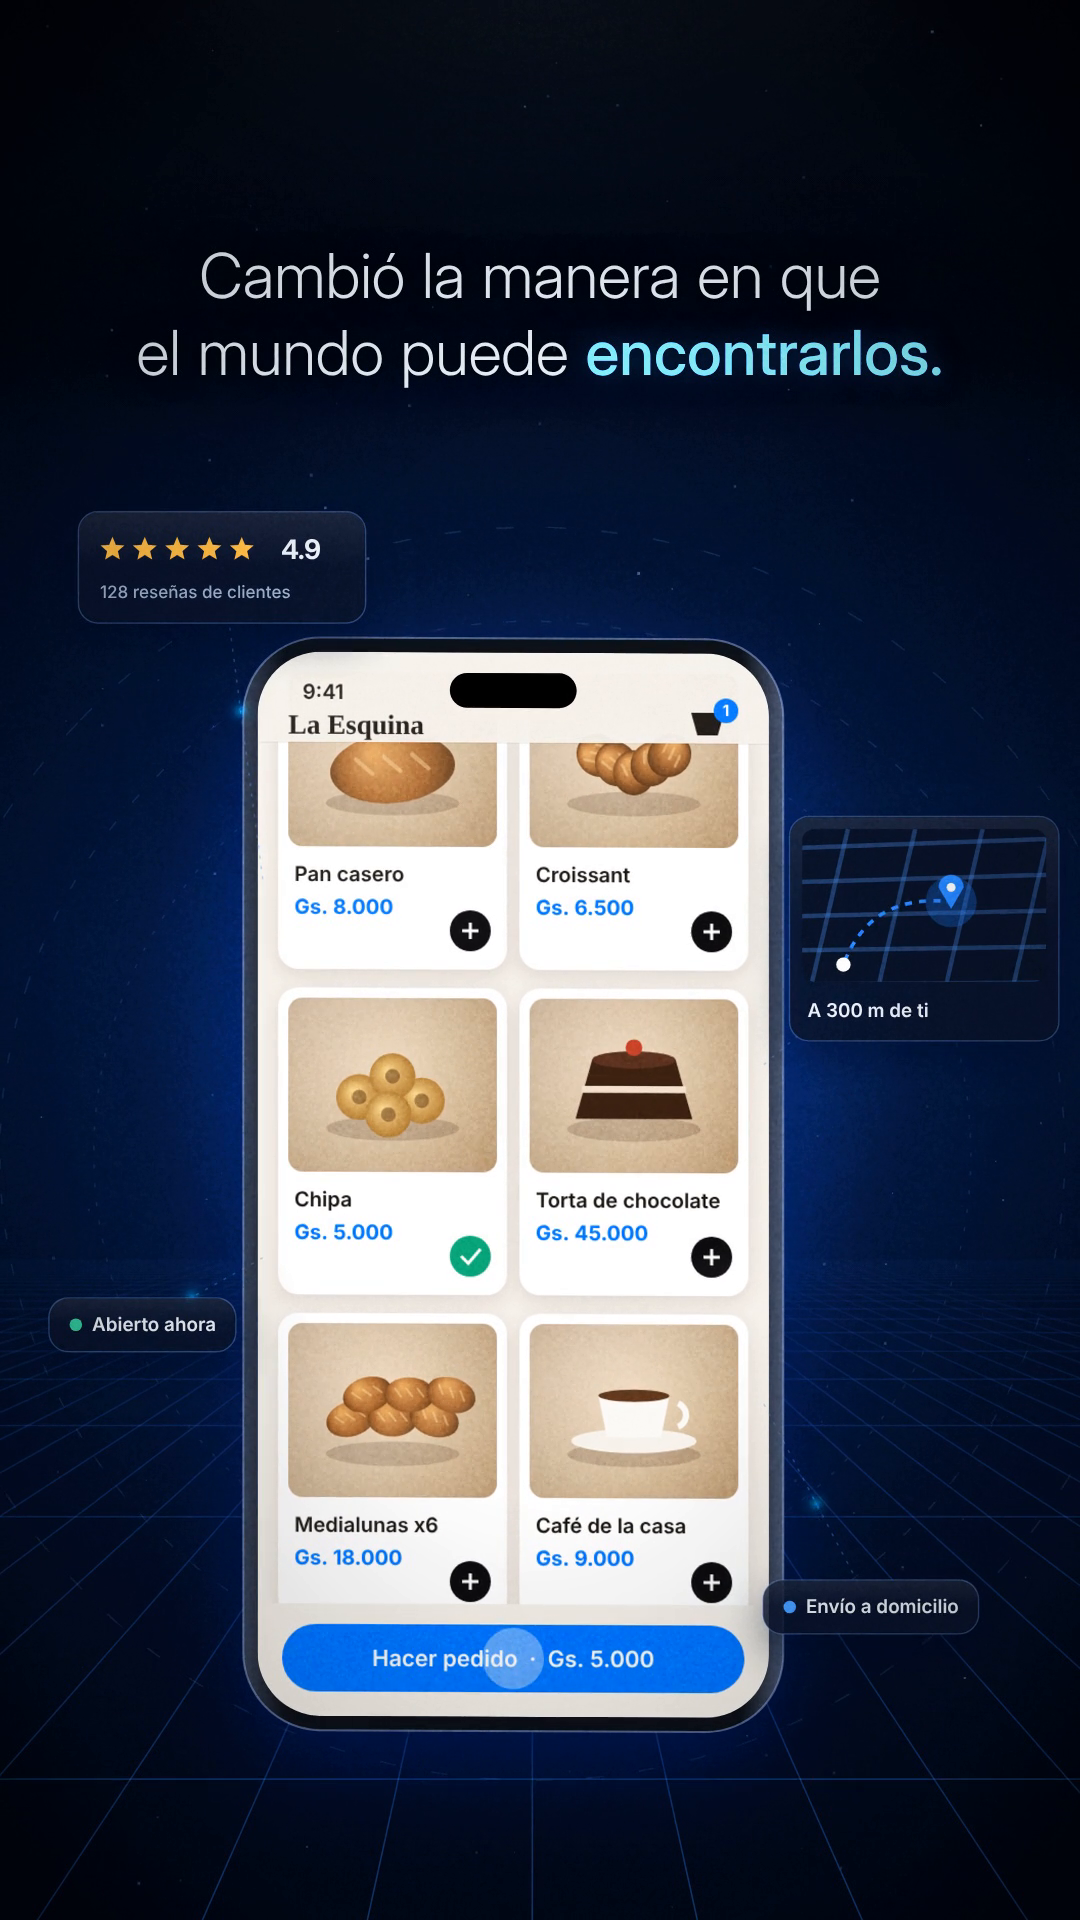 Cambió la manera en que
el mundo puede encontrarlos.
4.9
128 reseñas de clientes
9:41
La Esquina
1
Pan casero
Gs. 8.000
Croissant
Gs. 6.500
A 300 m de ti
Chipa
Gs. 5.000
Torta de chocolate
Gs. 45.000
Abierto ahora
Medialunas x6
Gs. 18.000
Café de la casa
Gs. 9.000
Envío a domicilio
Hacer pedido · Gs. 5.000